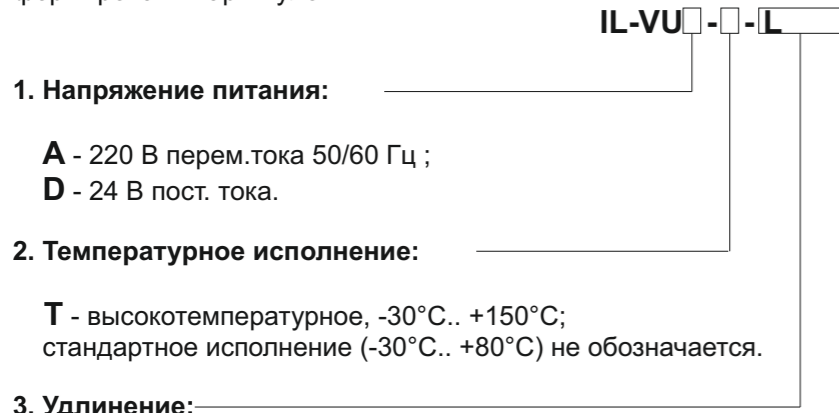 IL-VU - - L
1. Напряжение питания:
A - 220 В перем.тока 50/60 Гц ;
D - 24 В пост. тока.
2. Температурное исполнение:
T - высокотемпературное, -30°С.. +150°С;
стандартное исполнение (-30°С.. +80°С) не обозначается.
3. Удлинение: